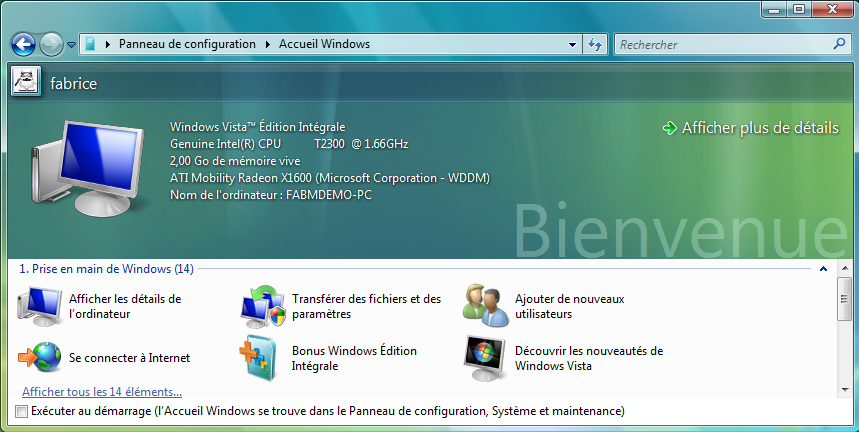 Panneau de configuration Accueil Windows
Rechercher
fabrice
Windows Vista™ Édition Intégrale
Genuine Intel(R) CPU T2300 @ 1.66GHz
2,00 Go de mémoire vive
ATI Mobility Radeon X1600 (Microsoft Corporation - WDDM)
Nom de l'ordinateur : FABMDEMO-PC
Afficher plus de détails
Bienvenue
1. Prise en main de Windows (14)
Afficher les détails de
l'ordinateur
Transférer des fichiers et des
paramètres
Ajouter de nouveaux
utilisateurs
Se connecter à Internet
Bonus Windows Édition
Intégrale
Découvrir les nouveautés de
Windows Vista
Afficher tous les 14 éléments...
Exécuter au démarrage (l'Accueil Windows se trouve dans le Panneau de configuration, Système et maintenance)